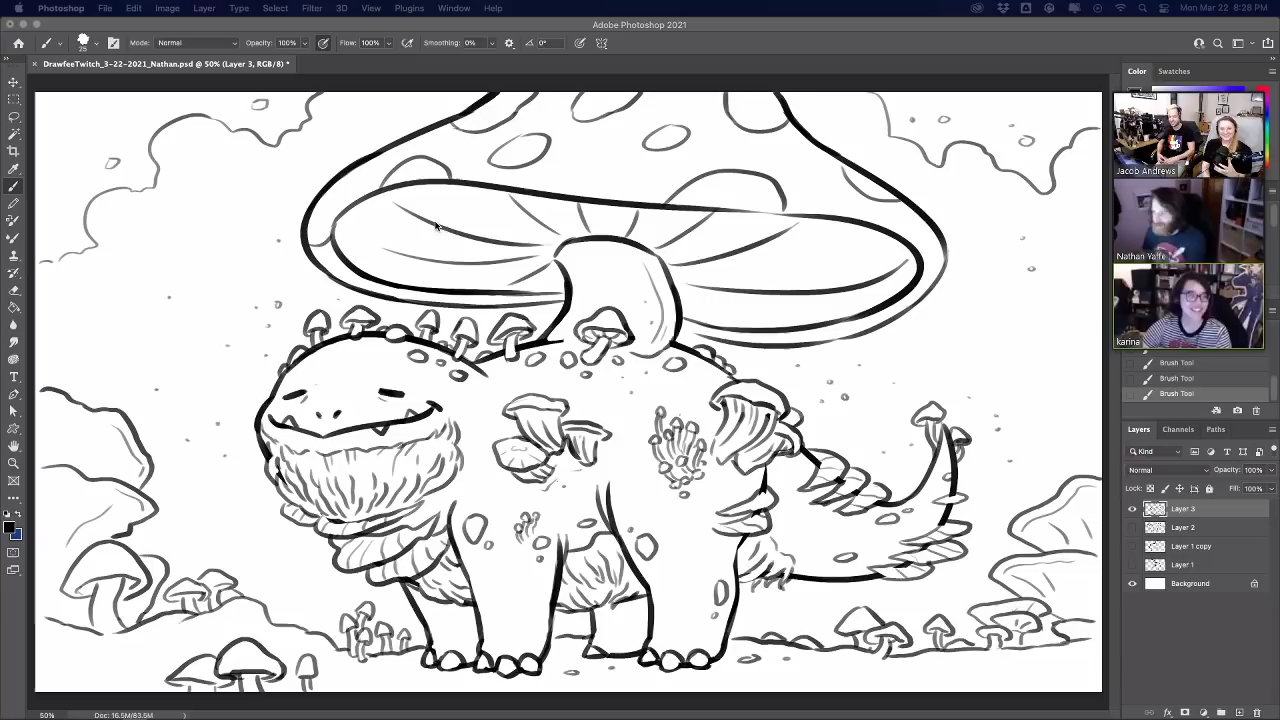 Photoshop File Edit Image Layer Type Select Filter 3D View Plugins Window Help Mon Mar 22 8:28 PM
Adobe Photoshop 2021
25 Mode: Normal Opacity: 100% Flow: 100% Smoothing: 0% 0°
DrawfeeTwitch_3-22-2021_Nathan.psd @ 50% (Layer 3, RGB/8) *
Color Swatches
Jacob Andrews
Nathan Yaffe
karina
Brush Tool
Brush Tool
Brush Tool
Layers Channels Paths
Kind
Normal Opacity: 100%
Lock: Fill: 100%
Layer 3
Layer 2
Layer 1 copy
Layer 1
Background
50% Doc: 16.5M/83.5M